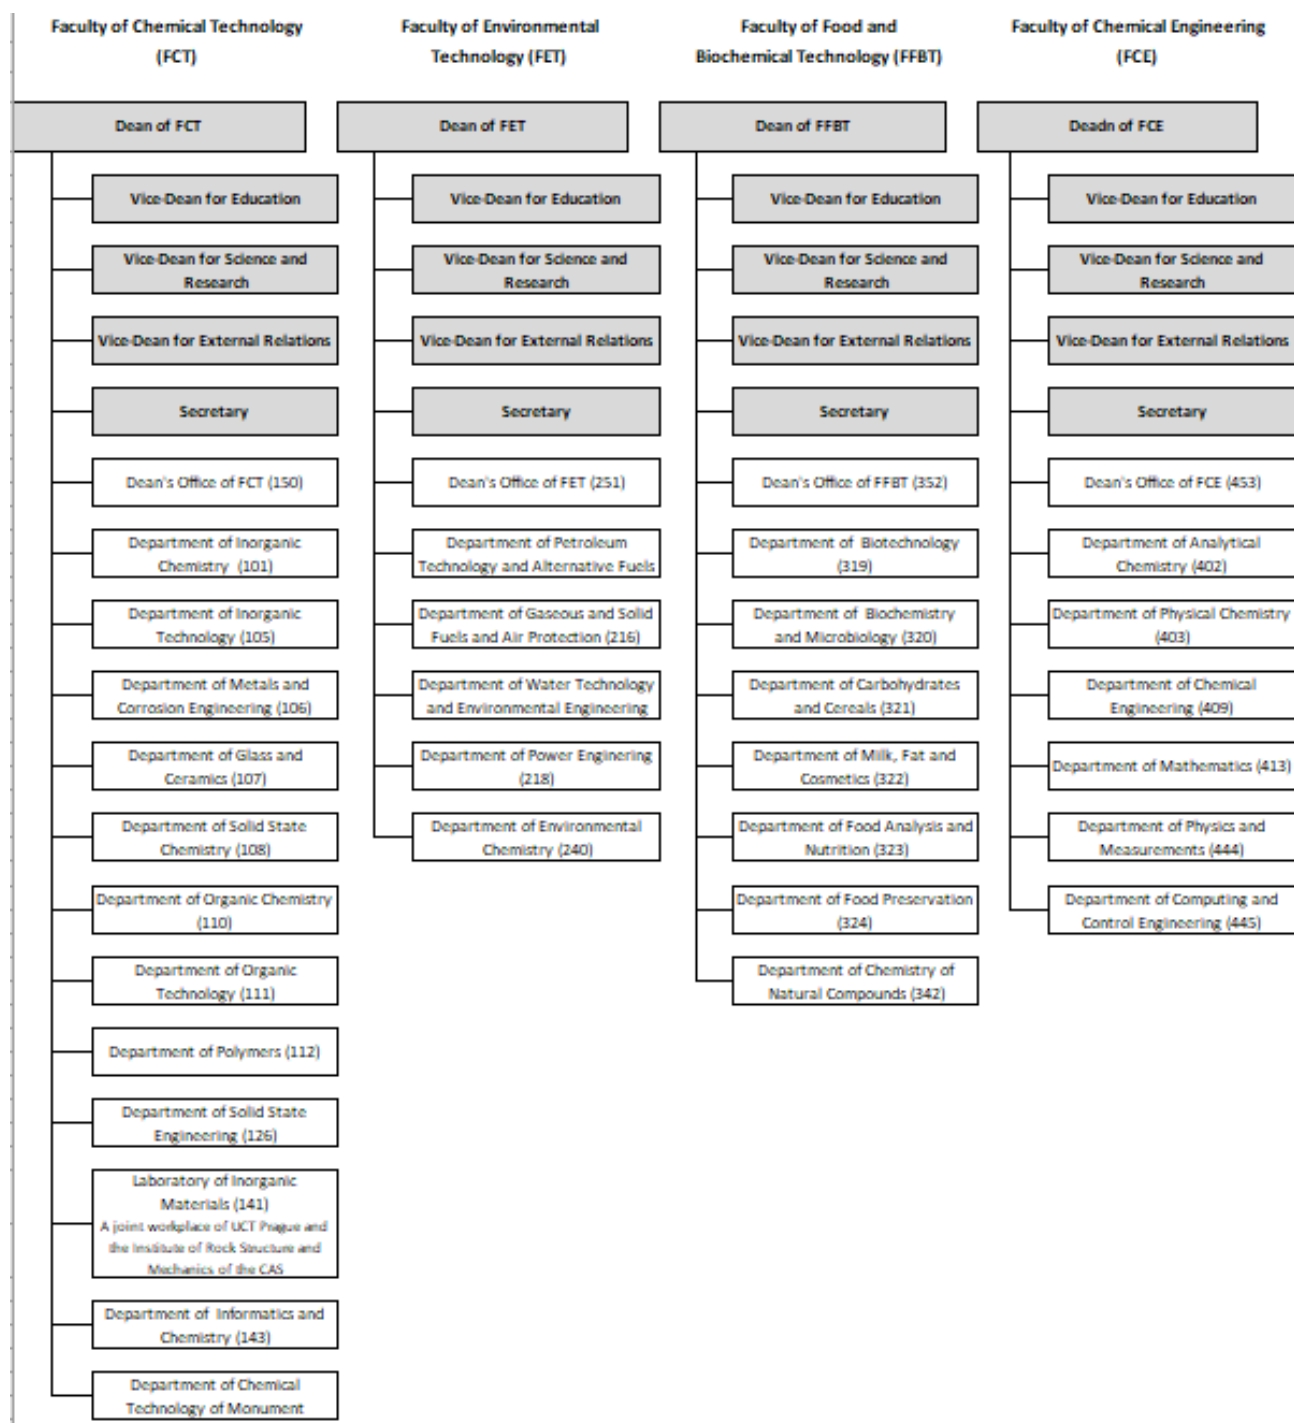 Faculty of Chemical Technology
(FCT)
Dean of FCT
Vice-Dean for Education
Vice-Dean for Science and
Research
Vice-Dean for External Relations
Secretary
Dean's Office of FCT (150)
Department of Inorganic
Chemistry (101)
Department of Inorganic
Technology (105)
Department of Metals and
Corrosion Engineering (106)
Department of Glass and
Ceramics (107)
Department of Solid State
Chemistry (108)
Department of Organic Chemistry
(110)
Department of Organic
Technology (111)
Department of Polymers (112)
Department of Solid State
Engineering (126)
Laboratory of Inorganic
Materials (141)
A joint workplace of UCT Prague and
the Institute of Rock Structure and
Mechanics of the CAS
Department of Informatics and
Chemistry (143)
Department of Chemical
Technology of Monument
Faculty of Environmental
Technology (FET)
Dean of FET
Vice-Dean for Education
Vice-Dean for Science and
Research
Vice-Dean for External Relations
Secretary
Dean's Office of FET (251)
Department of Petroleum
Technology and Alternative Fuels
Department of Gaseous and Solid
Fuels and Air Protection (216)
Department of Water Technology
and Environmental Engineering
Department of Power Enginering
(218)
Department of Environmental
Chemistry (240)
Faculty of Food and
Biochemical Technology (FFBT)
Dean of FFBT
Vice-Dean for Education
Vice-Dean for Science and
Research
Vice-Dean for External Relations
Secretary
Dean's Office of FFBT (352)
Department of Biotechnology
(319)
Department of Biochemistry
and Microbiology (320)
Department of Carbohydrates
and Cereals (321)
Department of Milk, Fat and
Cosmetics (322)
Department of Food Analysis and
Nutrition (323)
Department of Food Preservation
(324)
Department of Chemistry of
Natural Compounds (342)
Faculty of Chemical Engineering
(FCE)
Deadn of FCE
Vice-Dean for Education
Vice-Dean for Science and
Research
Vice-Dean for External Relations
Secretary
Dean's Office of FCE (453)
Department of Analytical
Chemistry (402)
Department of Physical Chemistry
(403)
Department of Chemical
Engineering (409)
Department of Mathematics (413)
Department of Physics and
Measurements (444)
Department of Computing and
Control Engineering (445)